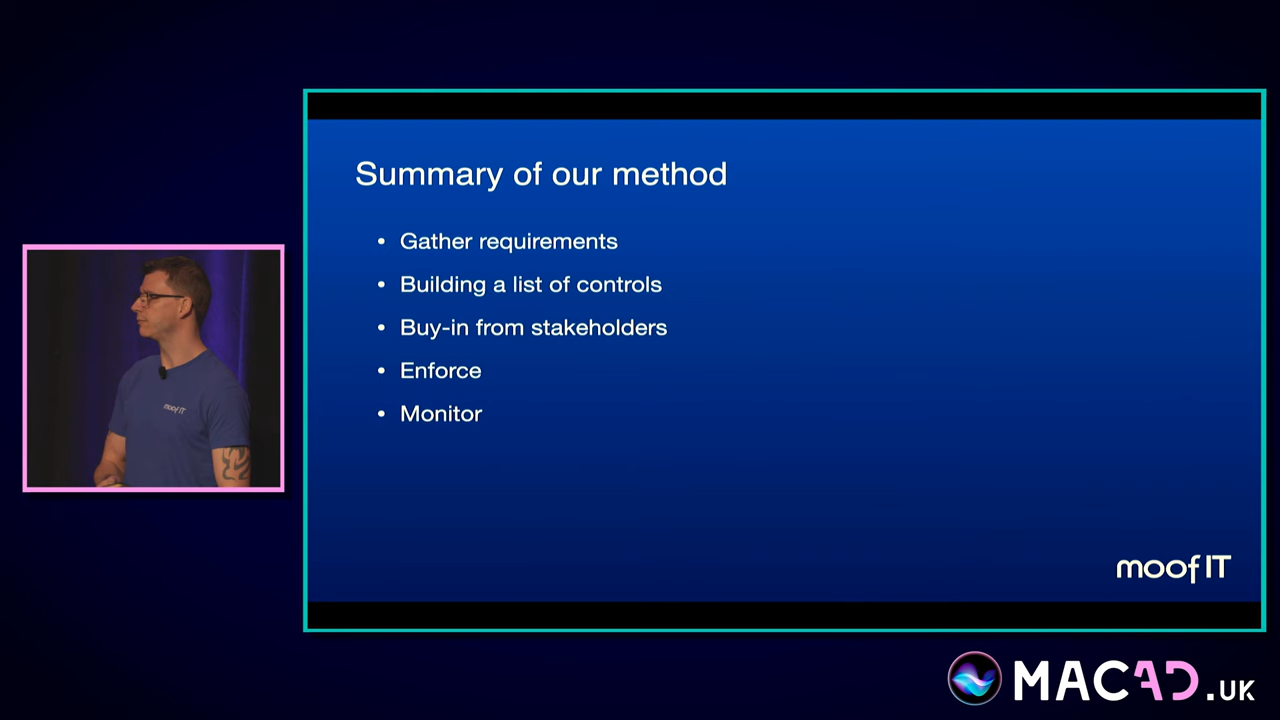 Summary of our method
• Gather requirements
• Building a list of controls
• Buy-in from stakeholders
• Enforce
• Monitor
moof IT
moof IT
MACAD.UK